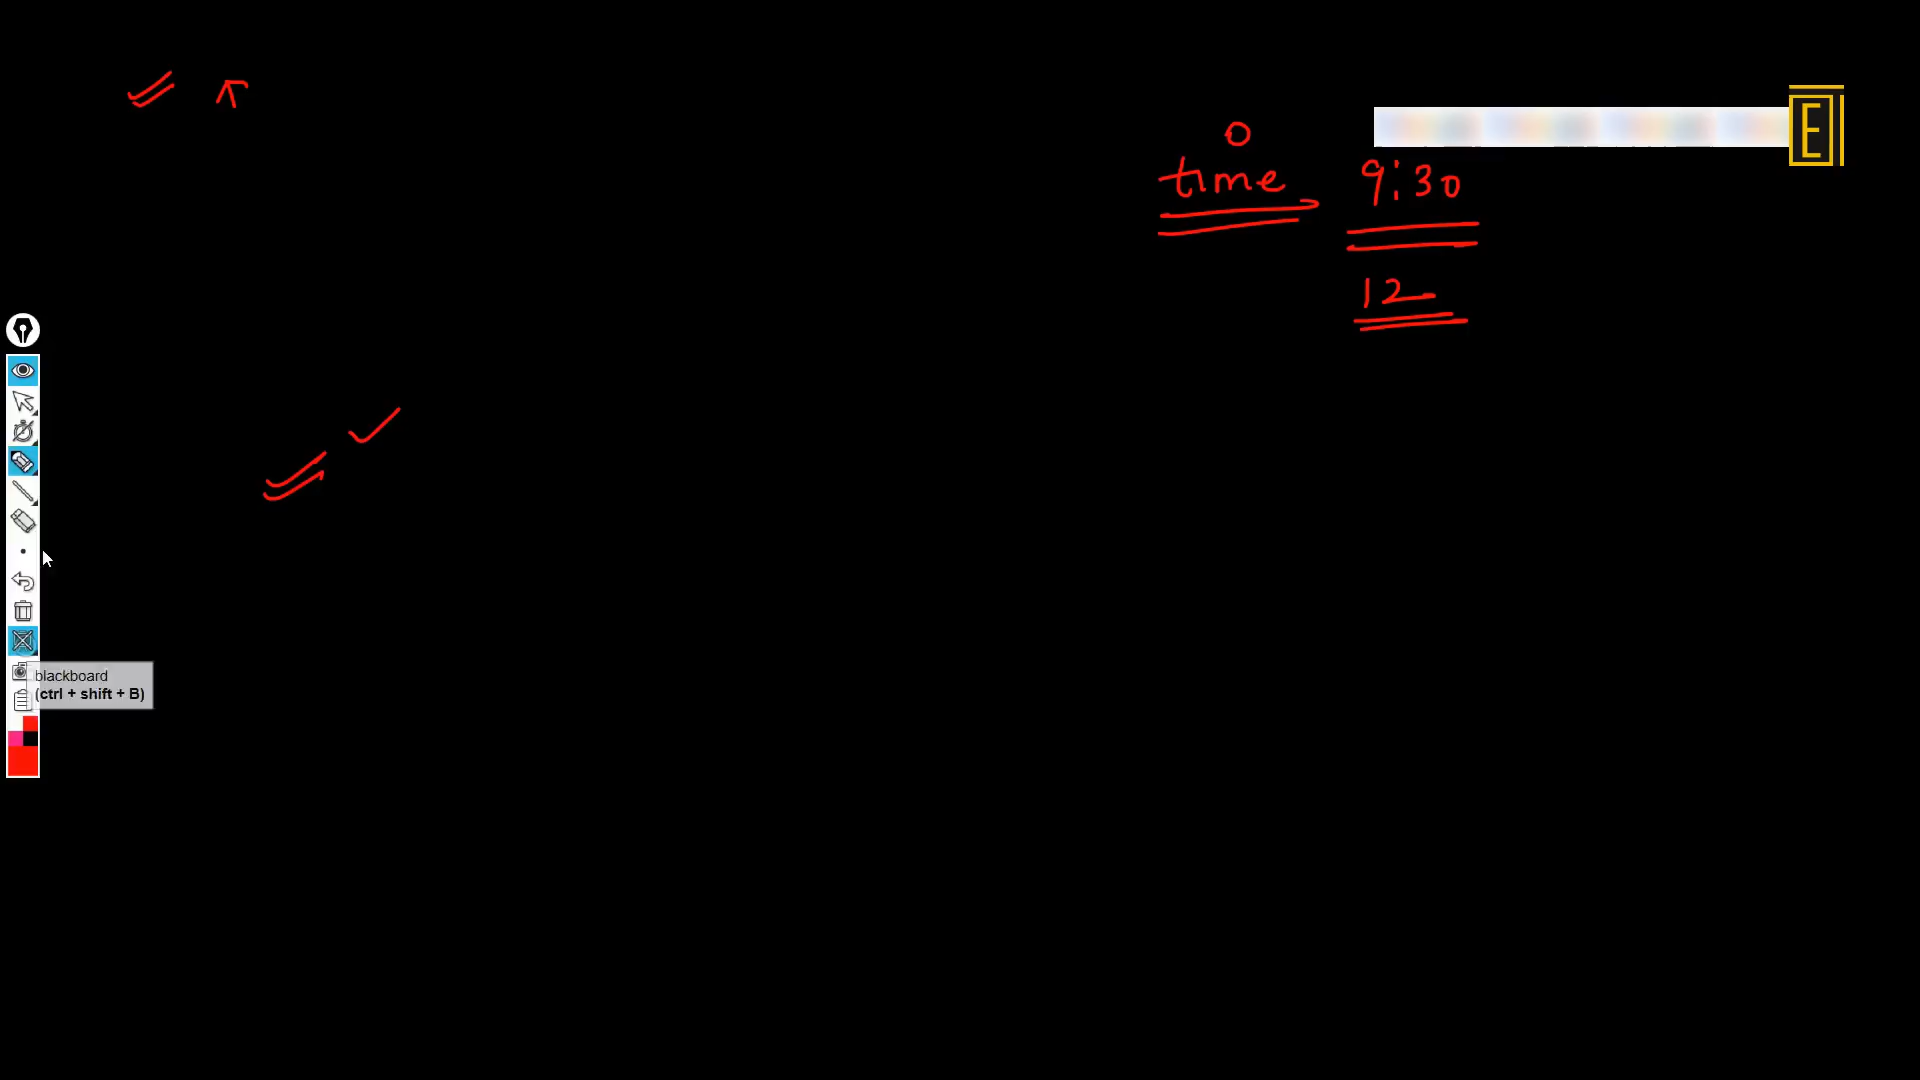 O
time 9:30
12
E
blackboard
(ctrl + shift + B)